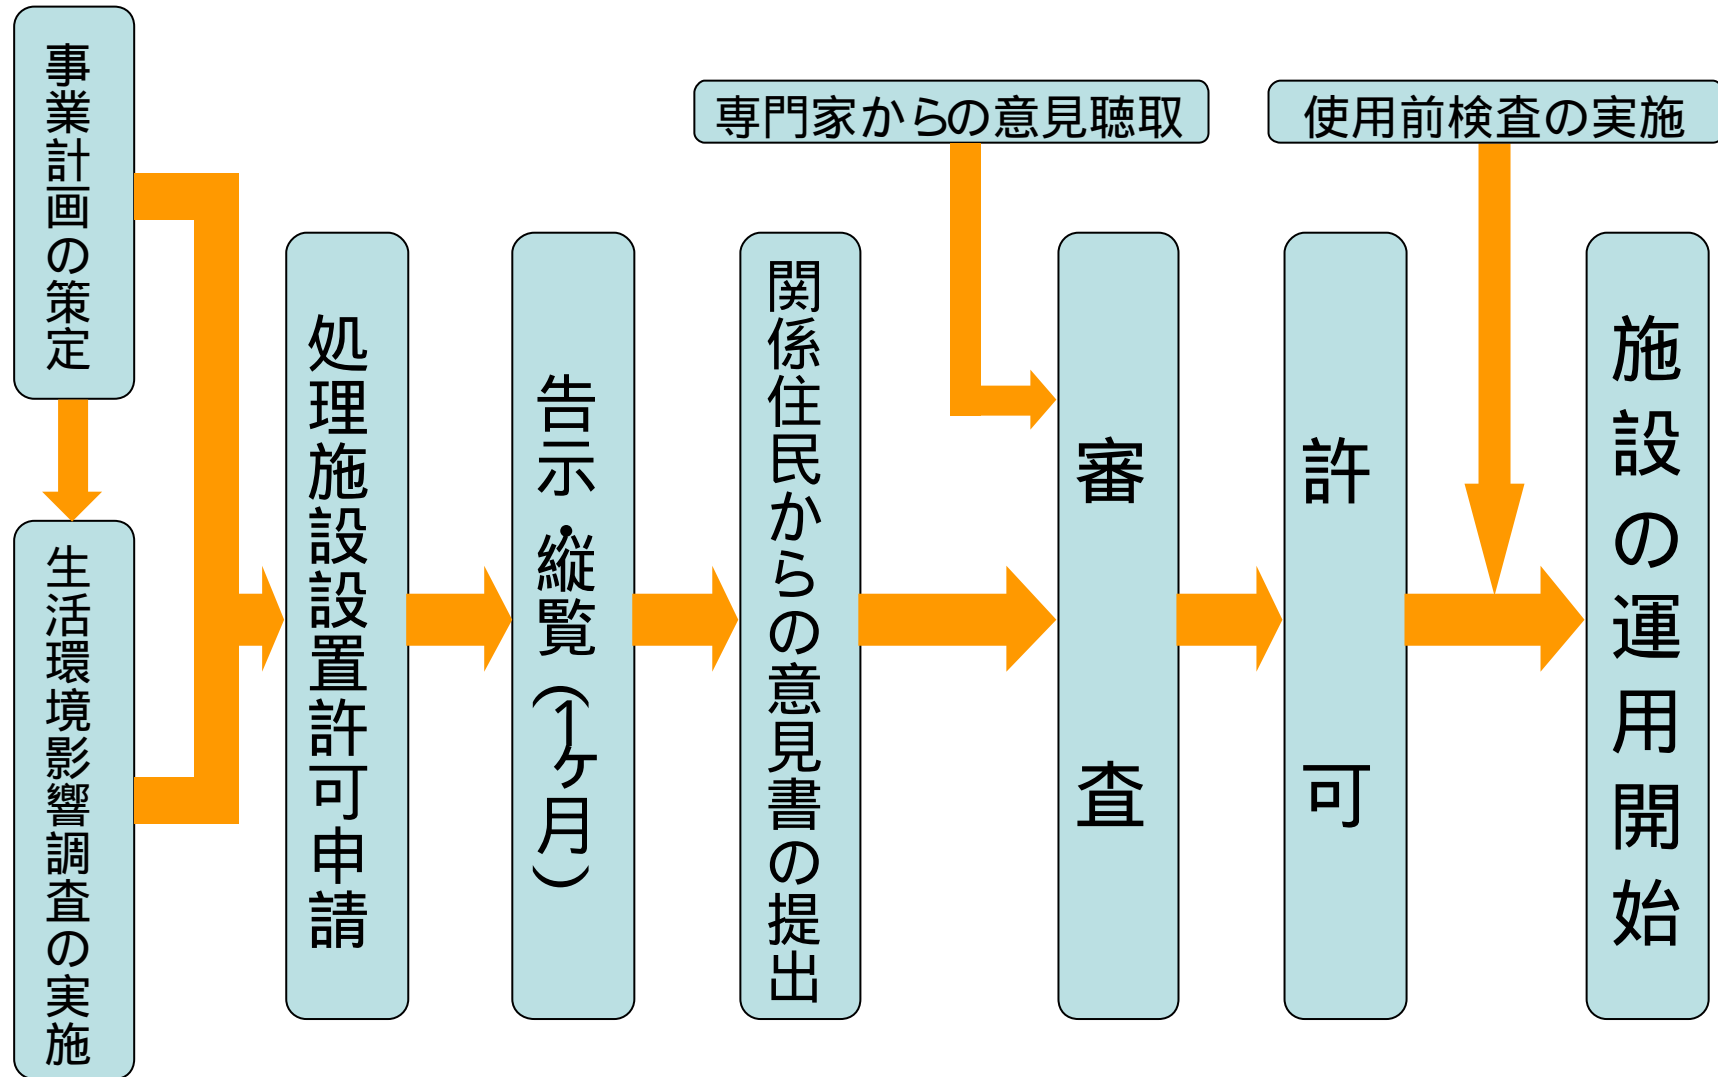 事業計画の策定
生活環境影響調査の実施
処理施設設置許可申請
告示・縦覧（1ヶ月）
関係住民からの意見書の提出
専門家からの意見聴取
審査
許可
使用前検査の実施
施設の運用開始